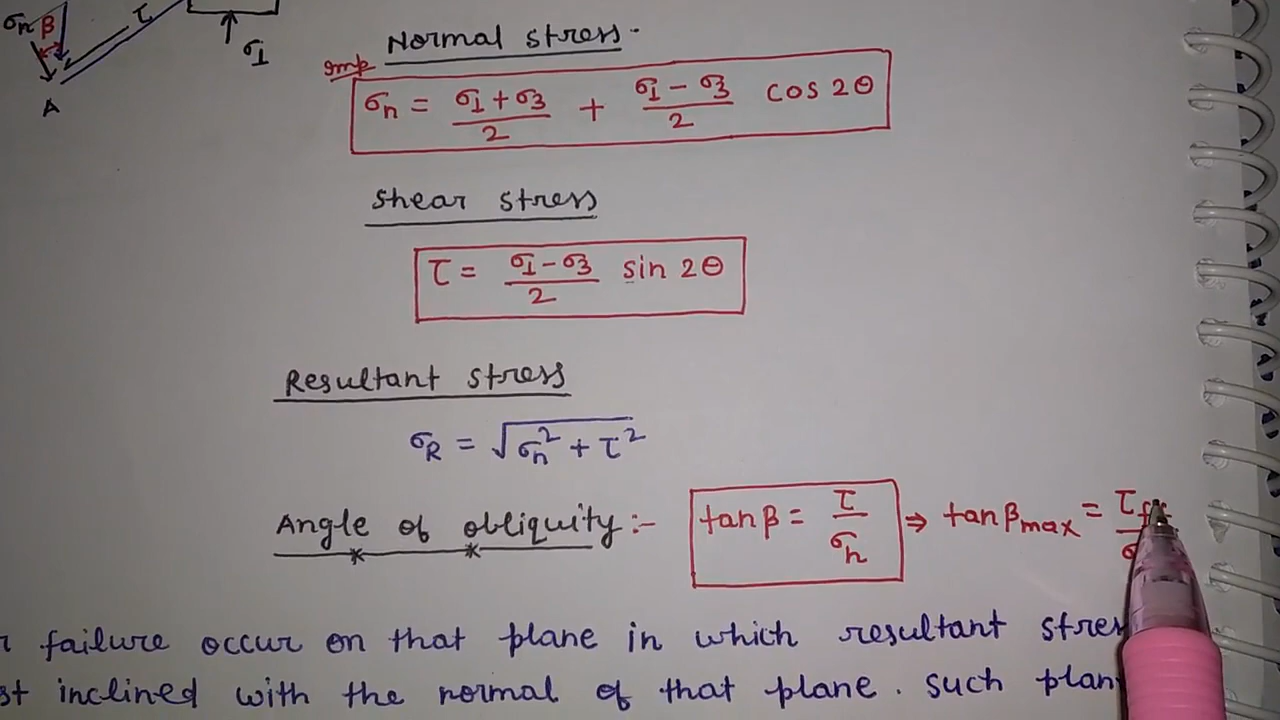 σn β τ
σ1
A
Normal stress.
Imp
σn = σ1 + σ3 / 2 + σ1 - σ3 / 2 cos 2θ
Shear stress
τ = σ1 - σ3 / 2 sin 2θ
Resultant stress
σR = √σn² + τ²
Angle of obliquity :- tan β = τ / σn ⇒ tan βmax = τ
failure occur on that plane in which resultant stres
inclined with the normal of that plane. Such plan